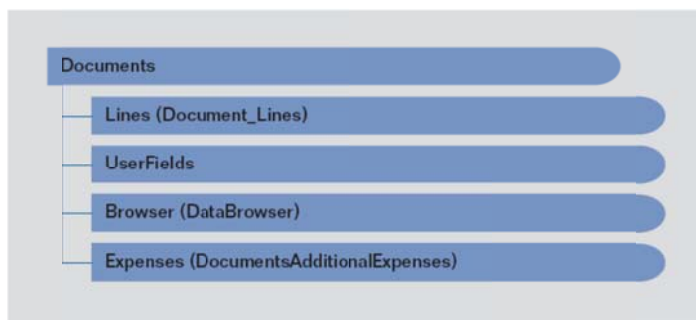 Documents
Lines (Document_Lines)
UserFields
Browser (DataBrowser)
Expenses (DocumentsAdditionalExpenses)